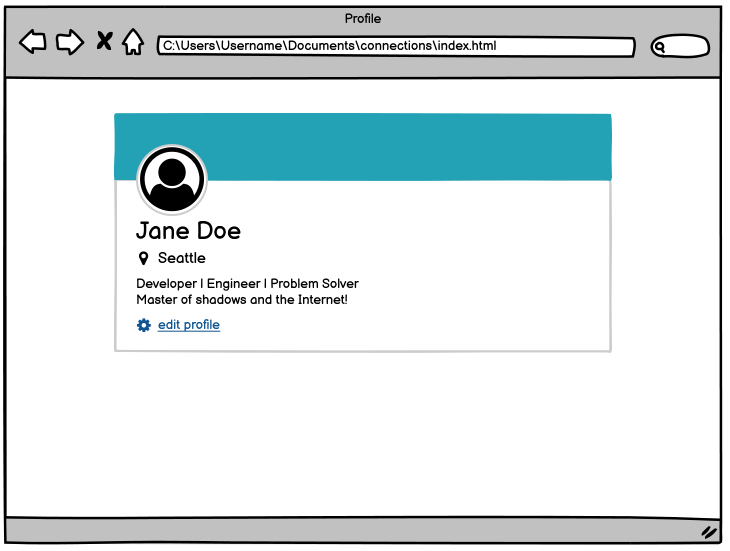 Profile
C:\Users\Username\Documents\connections\index.html
Jane Doe
Seattle
Developer | Engineer | Problem Solver
Master of shadows and the Internet!
edit profile